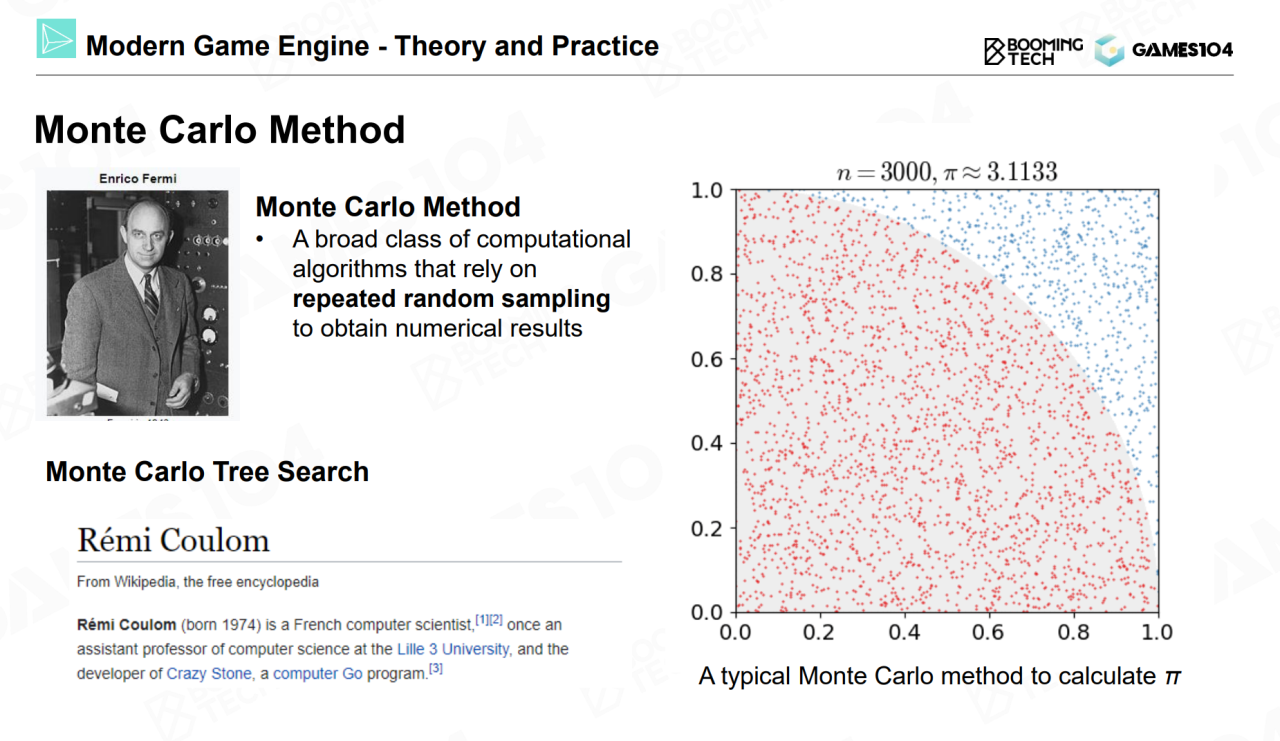 Modern Game Engine - Theory and Practice
BOOMING
TECH
GAMES104
Monte Carlo Method
Enrico Fermi
Monte Carlo Method
• A broad class of computational
algorithms that rely on
repeated random sampling
to obtain numerical results
Monte Carlo Tree Search
Rémi Coulom
From Wikipedia, the free encyclopedia
Rémi Coulom (born 1974) is a French computer scientist,[1][2] once an
assistant professor of computer science at the Lille 3 University, and the
developer of Crazy Stone, a computer Go program.[3]
n = 3000, π ≈ 3.1133
1.0
0.8
0.6
0.4
0.2
0.0
0.0 0.2 0.4 0.6 0.8 1.0
A typical Monte Carlo method to calculate π